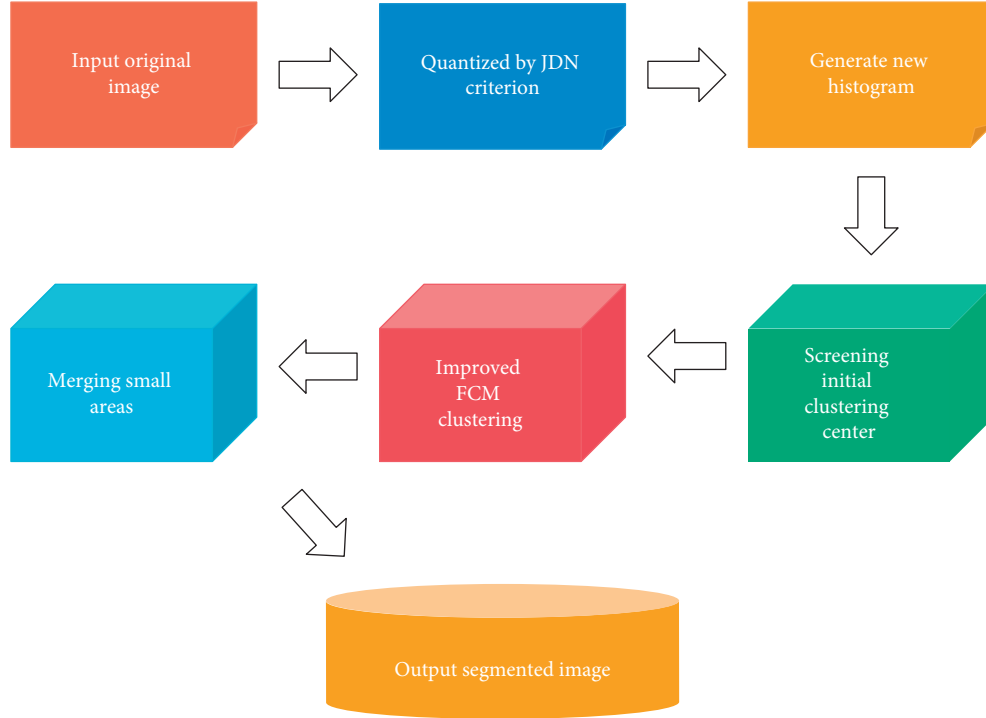 Input original
image
Quantized by JDN
criterion
Generate new
histogram
Screening
initial
clustering
center
Improved
FCM
clustering
Merging small
areas
Output segmented image